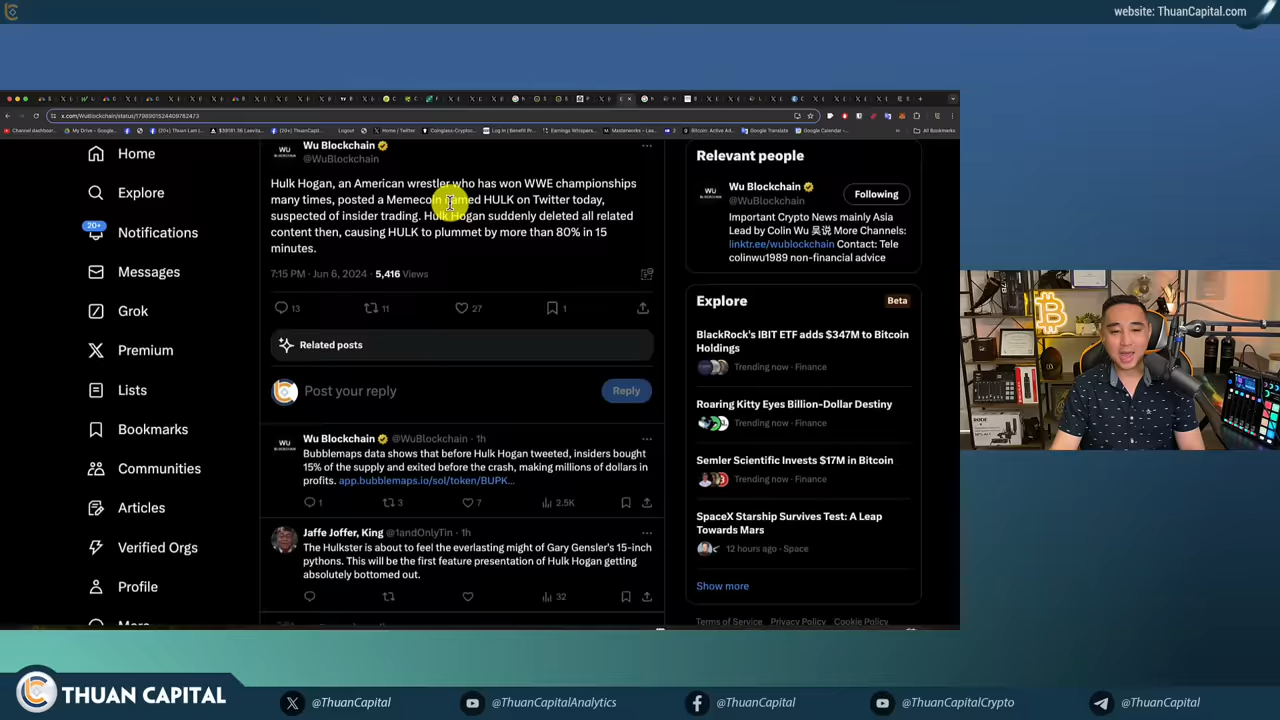 website: ThuanCapital.com
x.com/WuBlockchain/status/1798901524409782473
All Bookmarks
Home
Explore
20+
Notifications
Messages
Grok
Premium
Lists
Bookmarks
Communities
Articles
Verified Orgs
Profile
More
Wu Blockchain
@WuBlockchain
Hulk Hogan, an American wrestler who has won WWE championships
many times, posted a Memecoin named HULK on Twitter today,
suspected of insider trading. Hulk Hogan suddenly deleted all related
content then, causing HULK to plummet by more than 80% in 15
minutes.
7:15 PM · Jun 6, 2024 · 5,416 Views
13 11 27 1
Related posts
Post your reply
Reply
Wu Blockchain @WuBlockchain · 1h
Bubblemaps data shows that before Hulk Hogan tweeted, insiders bought
15% of the supply and exited before the crash, making millions of dollars in
profits. app.bubblemaps.io/sol/token/BUPK...
1 3 7 2.5K
Jaffe Joffer, King @1andOnlyTin · 1h
The Hulkster is about to feel the everlasting might of Gary Gensler's 15-inch
pythons. This will be the first feature presentation of Hulk Hogan getting
absolutely bottomed out.
32
Relevant people
Wu Blockchain
@WuBlockchain
Following
Important Crypto News mainly Asia
Lead by Colin Wu 吴说 More Channels:
linktr.ee/wublockchain Contact: Tele
colinwu1989 non-financial advice
Explore
Beta
BlackRock's IBIT ETF adds $347M to Bitcoin
Holdings
Trending now · Finance
Roaring Kitty Eyes Billion-Dollar Destiny
Trending now · Finance
Semler Scientific Invests $17M in Bitcoin
Trending now · Finance
SpaceX Starship Survives Test: A Leap
Towards Mars
12 hours ago · Space
Show more
Terms of Service Privacy Policy Cookie Policy
RODE
THUAN CAPITAL
@ThuanCapital
@ThuanCapitalAnalytics
@ThuanCapital
@ThuanCapitalCrypto
@ThuanCapital